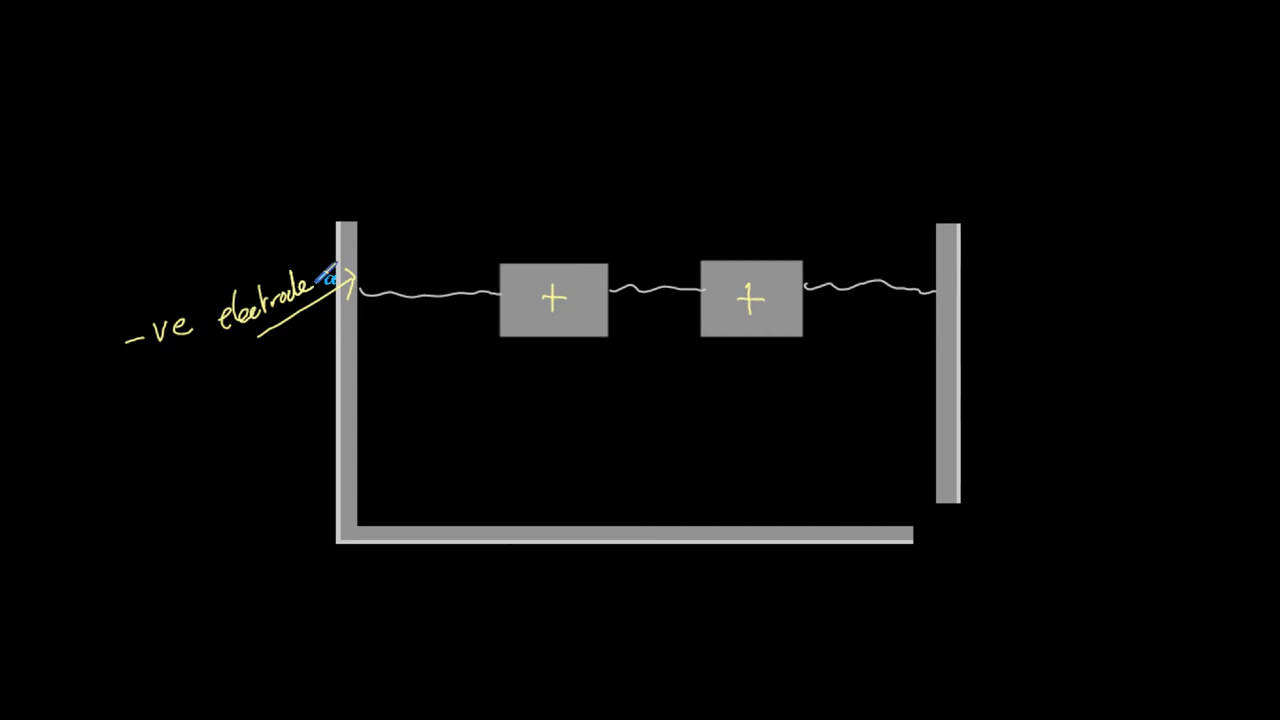 -ve electrode
+ +